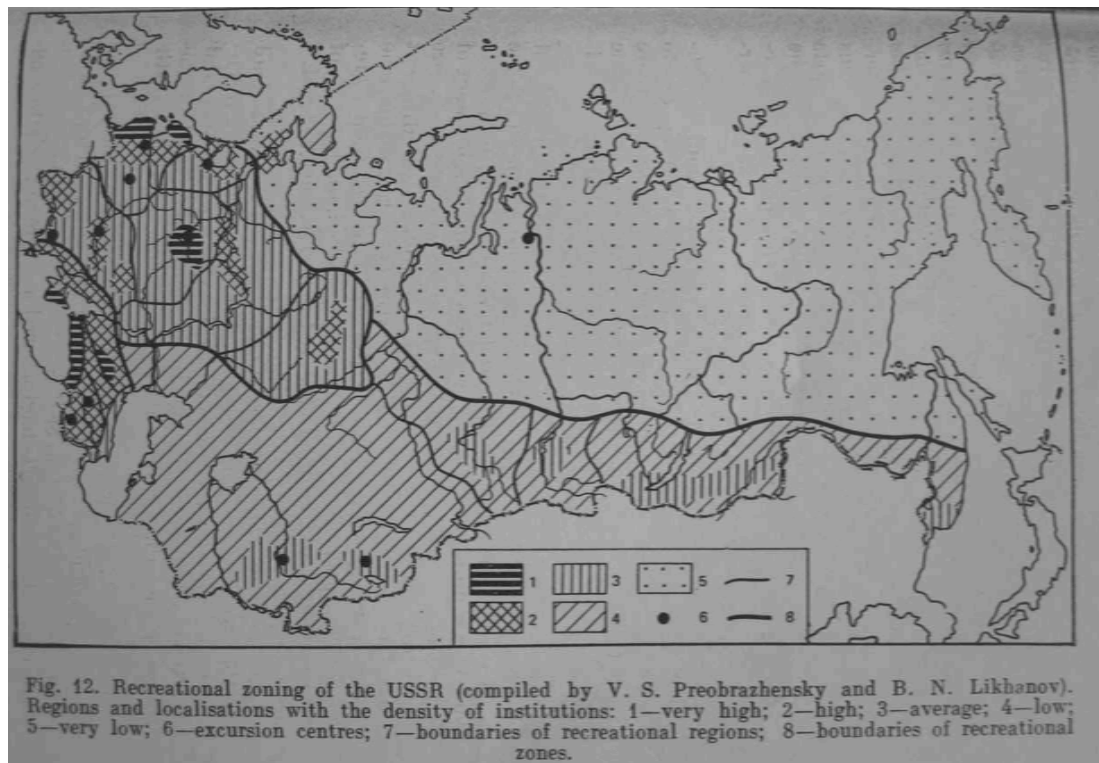 1
2
3
4
5
6
7
8
Fig. 12. Recreational zoning of the USSR (compiled by V. S. Preobrazhensky and B. N. Likhanov).
Regions and localisations with the density of institutions: 1—very high; 2—high; 3—average; 4—low;
5—very low; 6—excursion centres; 7—boundaries of recreational regions; 8—boundaries of recreational
zones.